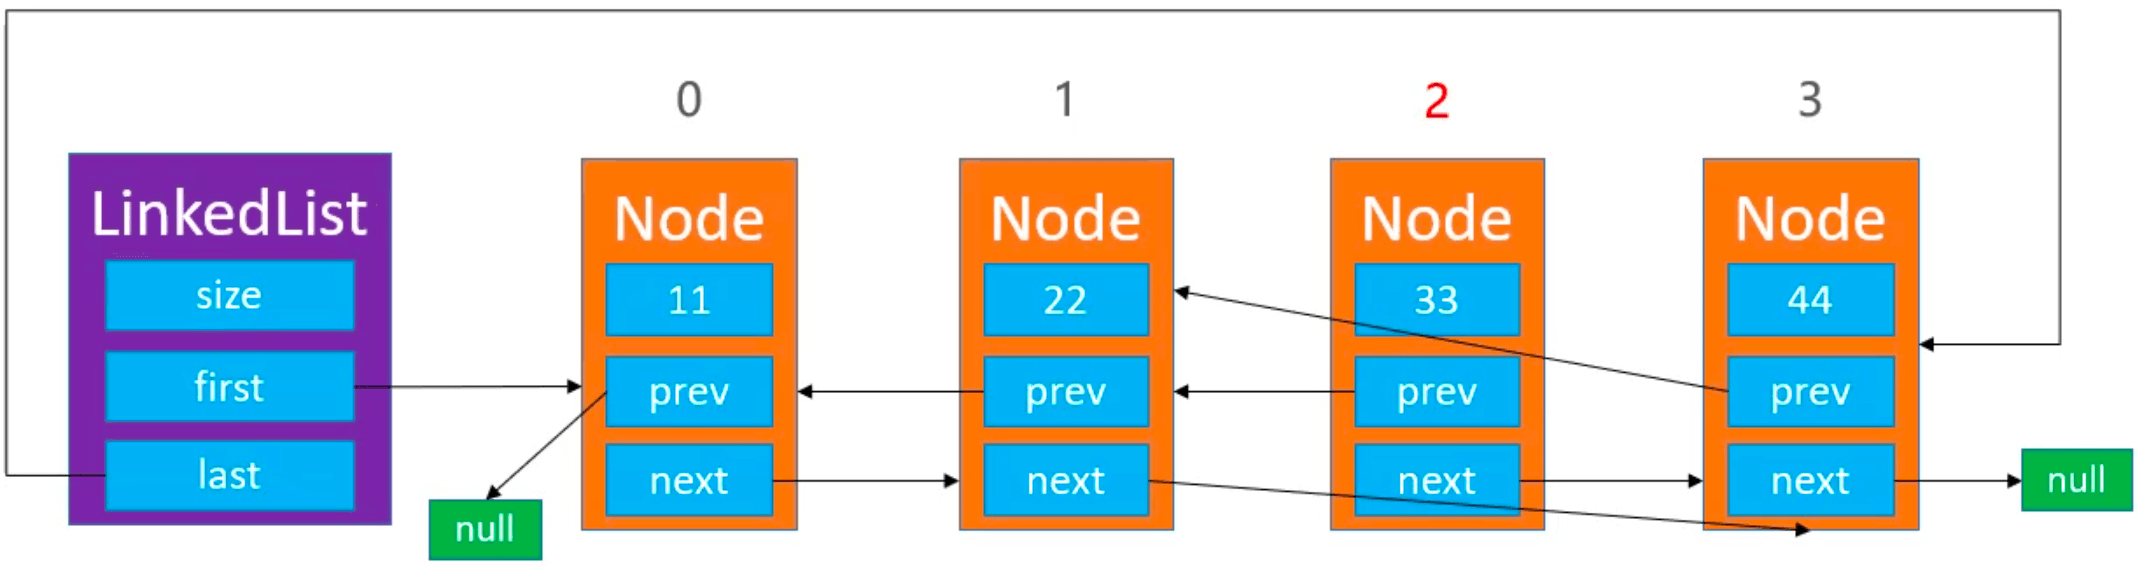 0 1 2 3
LinkedList
size
first
last
null
Node
11
prev
next
Node
22
prev
next
Node
33
prev
next
Node
44
prev
next
null